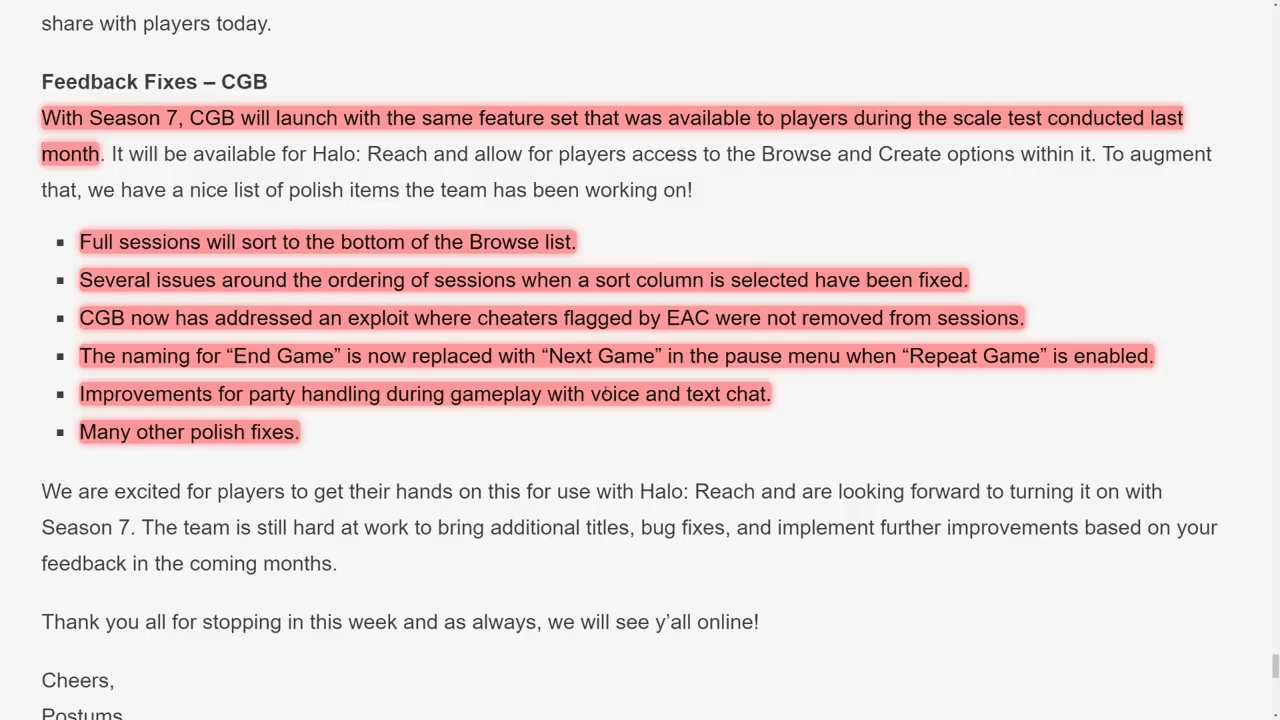 share with players today.
Feedback Fixes – CGB
With Season 7, CGB will launch with the same feature set that was available to players during the scale test conducted last
month. It will be available for Halo: Reach and allow for players access to the Browse and Create options within it. To augment
that, we have a nice list of polish items the team has been working on!
▪ Full sessions will sort to the bottom of the Browse list.
▪ Several issues around the ordering of sessions when a sort column is selected have been fixed.
▪ CGB now has addressed an exploit where cheaters flagged by EAC were not removed from sessions.
▪ The naming for “End Game” is now replaced with “Next Game” in the pause menu when “Repeat Game” is enabled.
▪ Improvements for party handling during gameplay with voice and text chat.
▪ Many other polish fixes.
We are excited for players to get their hands on this for use with Halo: Reach and are looking forward to turning it on with
Season 7. The team is still hard at work to bring additional titles, bug fixes, and implement further improvements based on your
feedback in the coming months.
Thank you all for stopping in this week and as always, we will see y’all online!
Cheers,
Postums